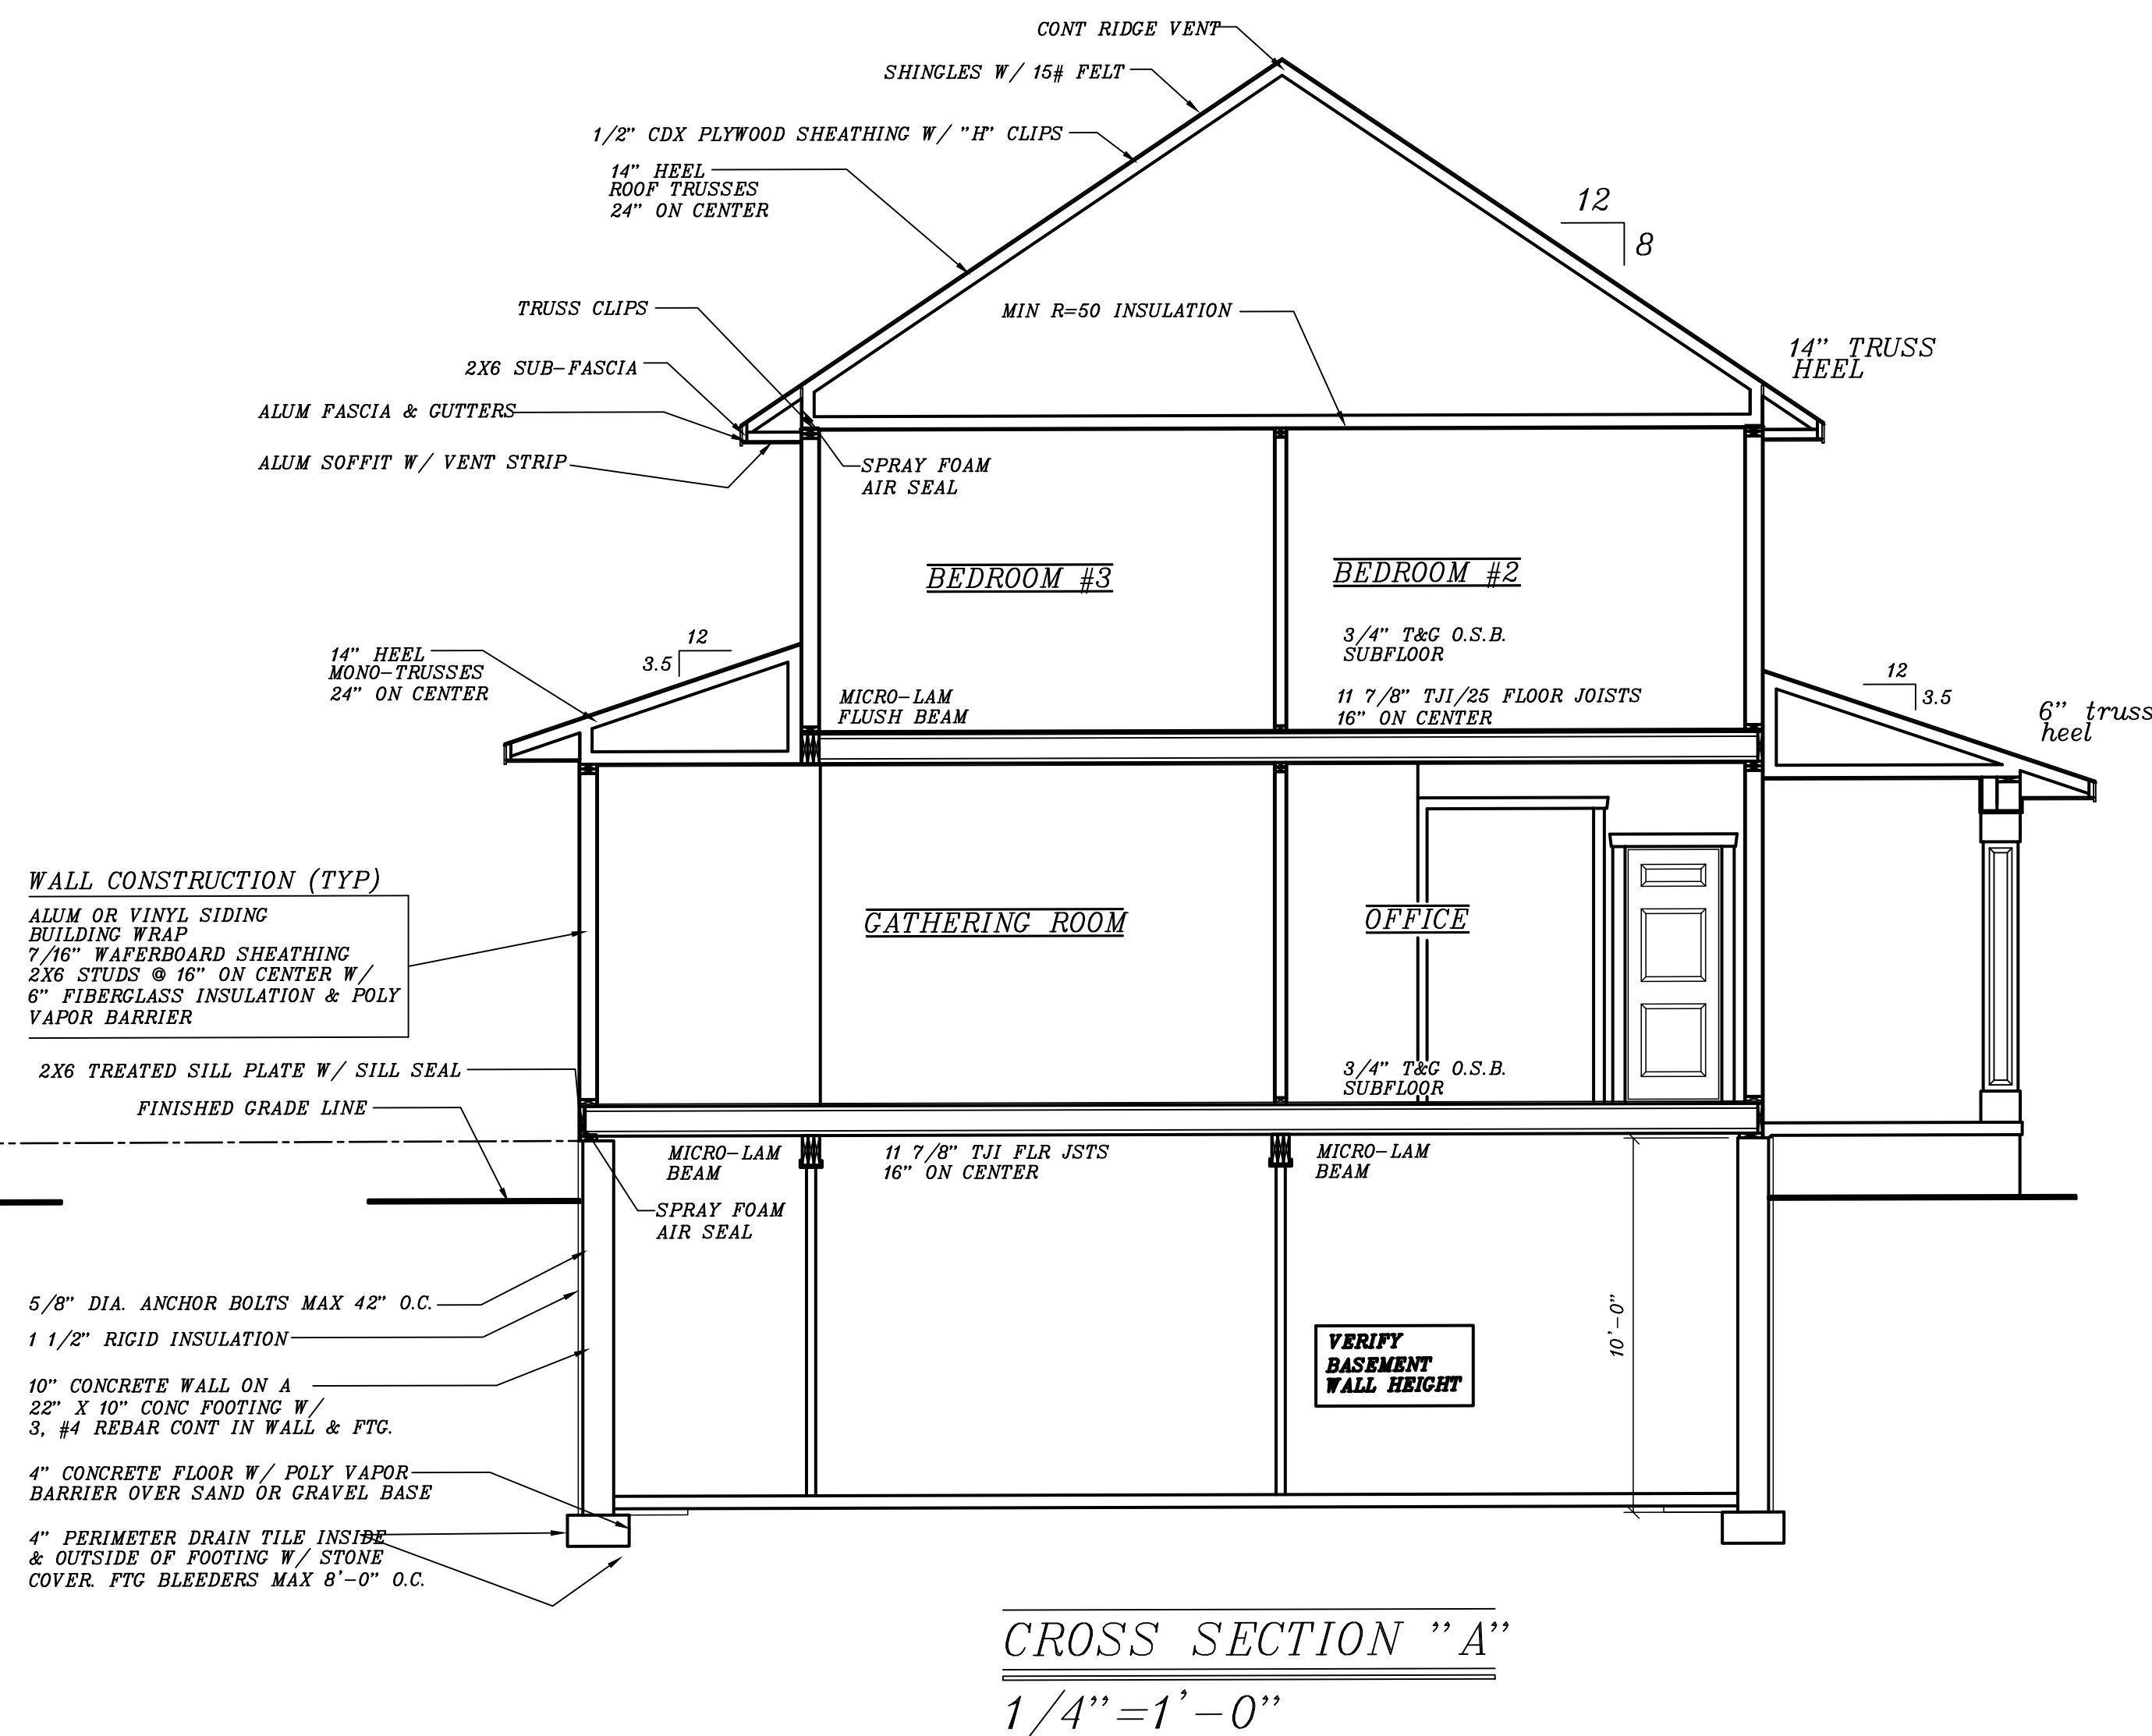 CONT RIDGE VENT
SHINGLES W/ 15# FELT
1/2" CDX PLYWOOD SHEATHING W/ "H" CLIPS
14" HEEL
ROOF TRUSSES
24" ON CENTER
12
8
TRUSS CLIPS
MIN R=50 INSULATION
14" TRUSS
HEEL
2X6 SUB-FASCIA
ALUM FASCIA & GUTTERS
ALUM SOFFIT W/ VENT STRIP
SPRAY FOAM
AIR SEAL
BEDROOM #3
BEDROOM #2
14" HEEL
MONO-TRUSSES
24" ON CENTER
12
3.5
3/4" T&G O.S.B.
SUBFLOOR
MICRO-LAM
FLUSH BEAM
11 7/8" TJI/25 FLOOR JOISTS
16" ON CENTER
12
3.5
6" truss
heel
WALL CONSTRUCTION (TYP)
ALUM OR VINYL SIDING
BUILDING WRAP
7/16" WAFERBOARD SHEATHING
2X6 STUDS @ 16" ON CENTER W/
6" FIBERGLASS INSULATION & POLY
VAPOR BARRIER
GATHERING ROOM
OFFICE
2X6 TREATED SILL PLATE W/ SILL SEAL
3/4" T&G O.S.B.
SUBFLOOR
FINISHED GRADE LINE
MICRO-LAM
BEAM
11 7/8" TJI FLR JSTS
16" ON CENTER
MICRO-LAM
BEAM
SPRAY FOAM
AIR SEAL
5/8" DIA. ANCHOR BOLTS MAX 42" O.C.
1 1/2" RIGID INSULATION
10'-0"
VERIFY
BASEMENT
WALL HEIGHT
10" CONCRETE WALL ON A
22" X 10" CONC FOOTING W/
3, #4 REBAR CONT IN WALL & FTG.
4" CONCRETE FLOOR W/ POLY VAPOR
BARRIER OVER SAND OR GRAVEL BASE
4" PERIMETER DRAIN TILE INSIDE
& OUTSIDE OF FOOTING W/ STONE
COVER. FTG BLEEDERS MAX 8'-0" O.C.
CROSS SECTION "A"
1/4"=1'-0"